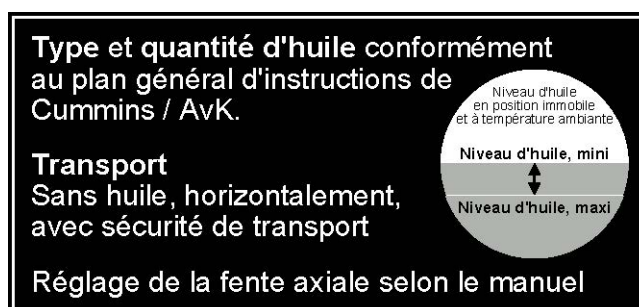 Type et quantité d'huile conformément
au plan général d'instructions de
Cummins / AvK.
Niveau d'huile
en position immobile
et à température ambiante
Niveau d'huile, mini
Niveau d'huile, maxi
Transport
Sans huile, horizontalement,
avec sécurité de transport
Réglage de la fente axiale selon le manuel